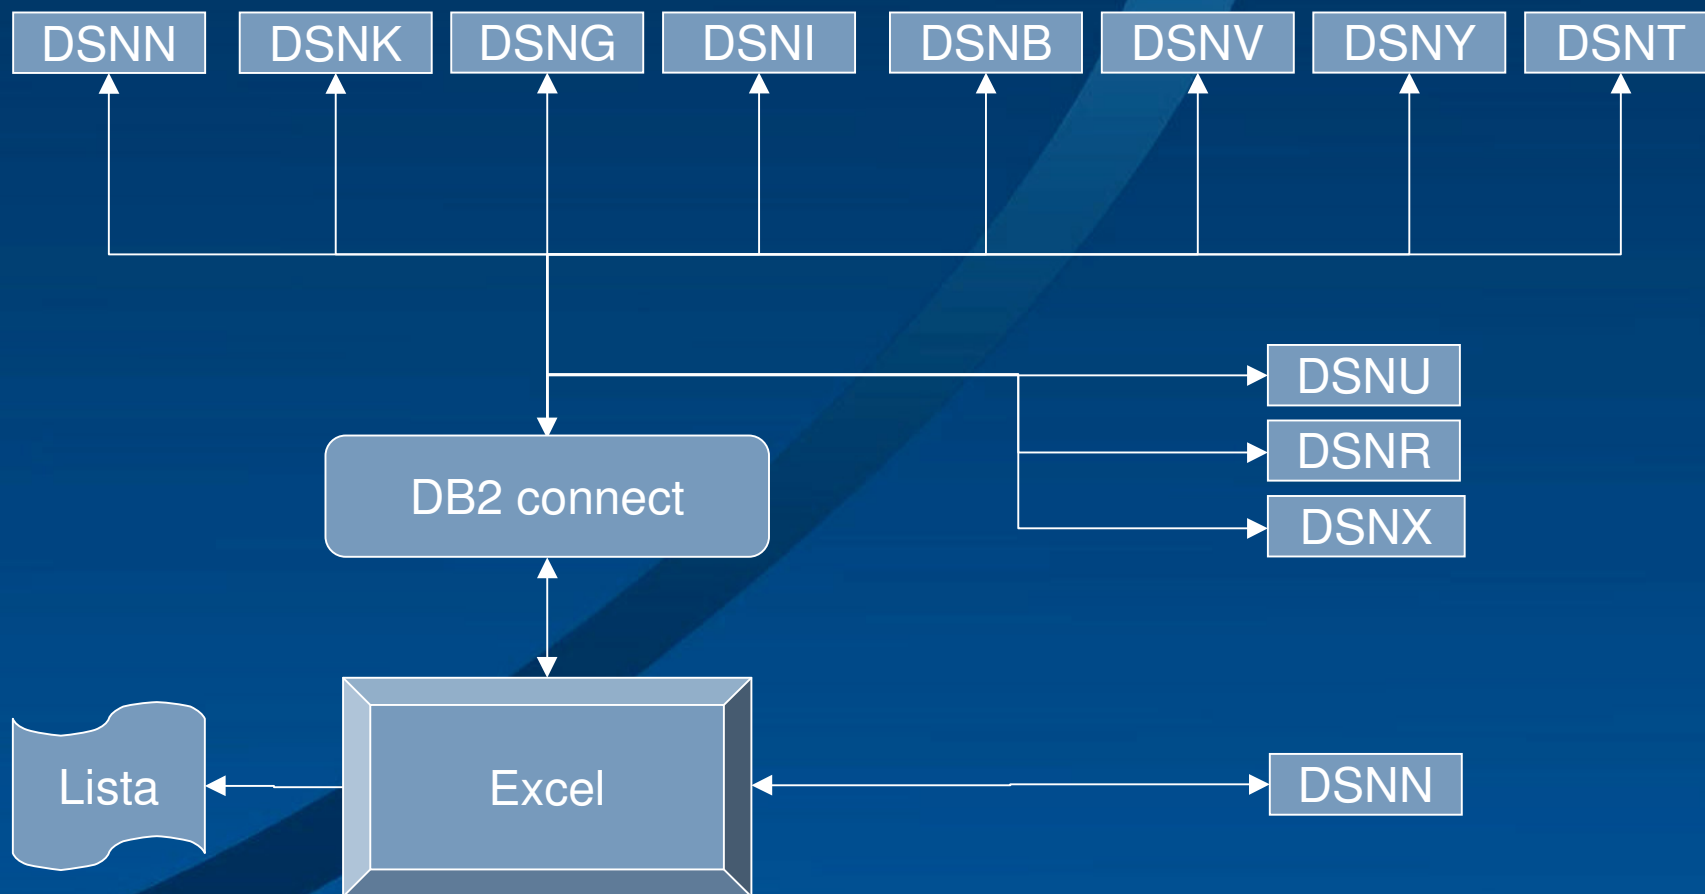 DSNN
DSNK
DSNG
DSNI
DSNB
DSNV
DSNY
DSNT
DSNU
DSNR
DSNX
DB2 connect
Lista
Excel
DSNN